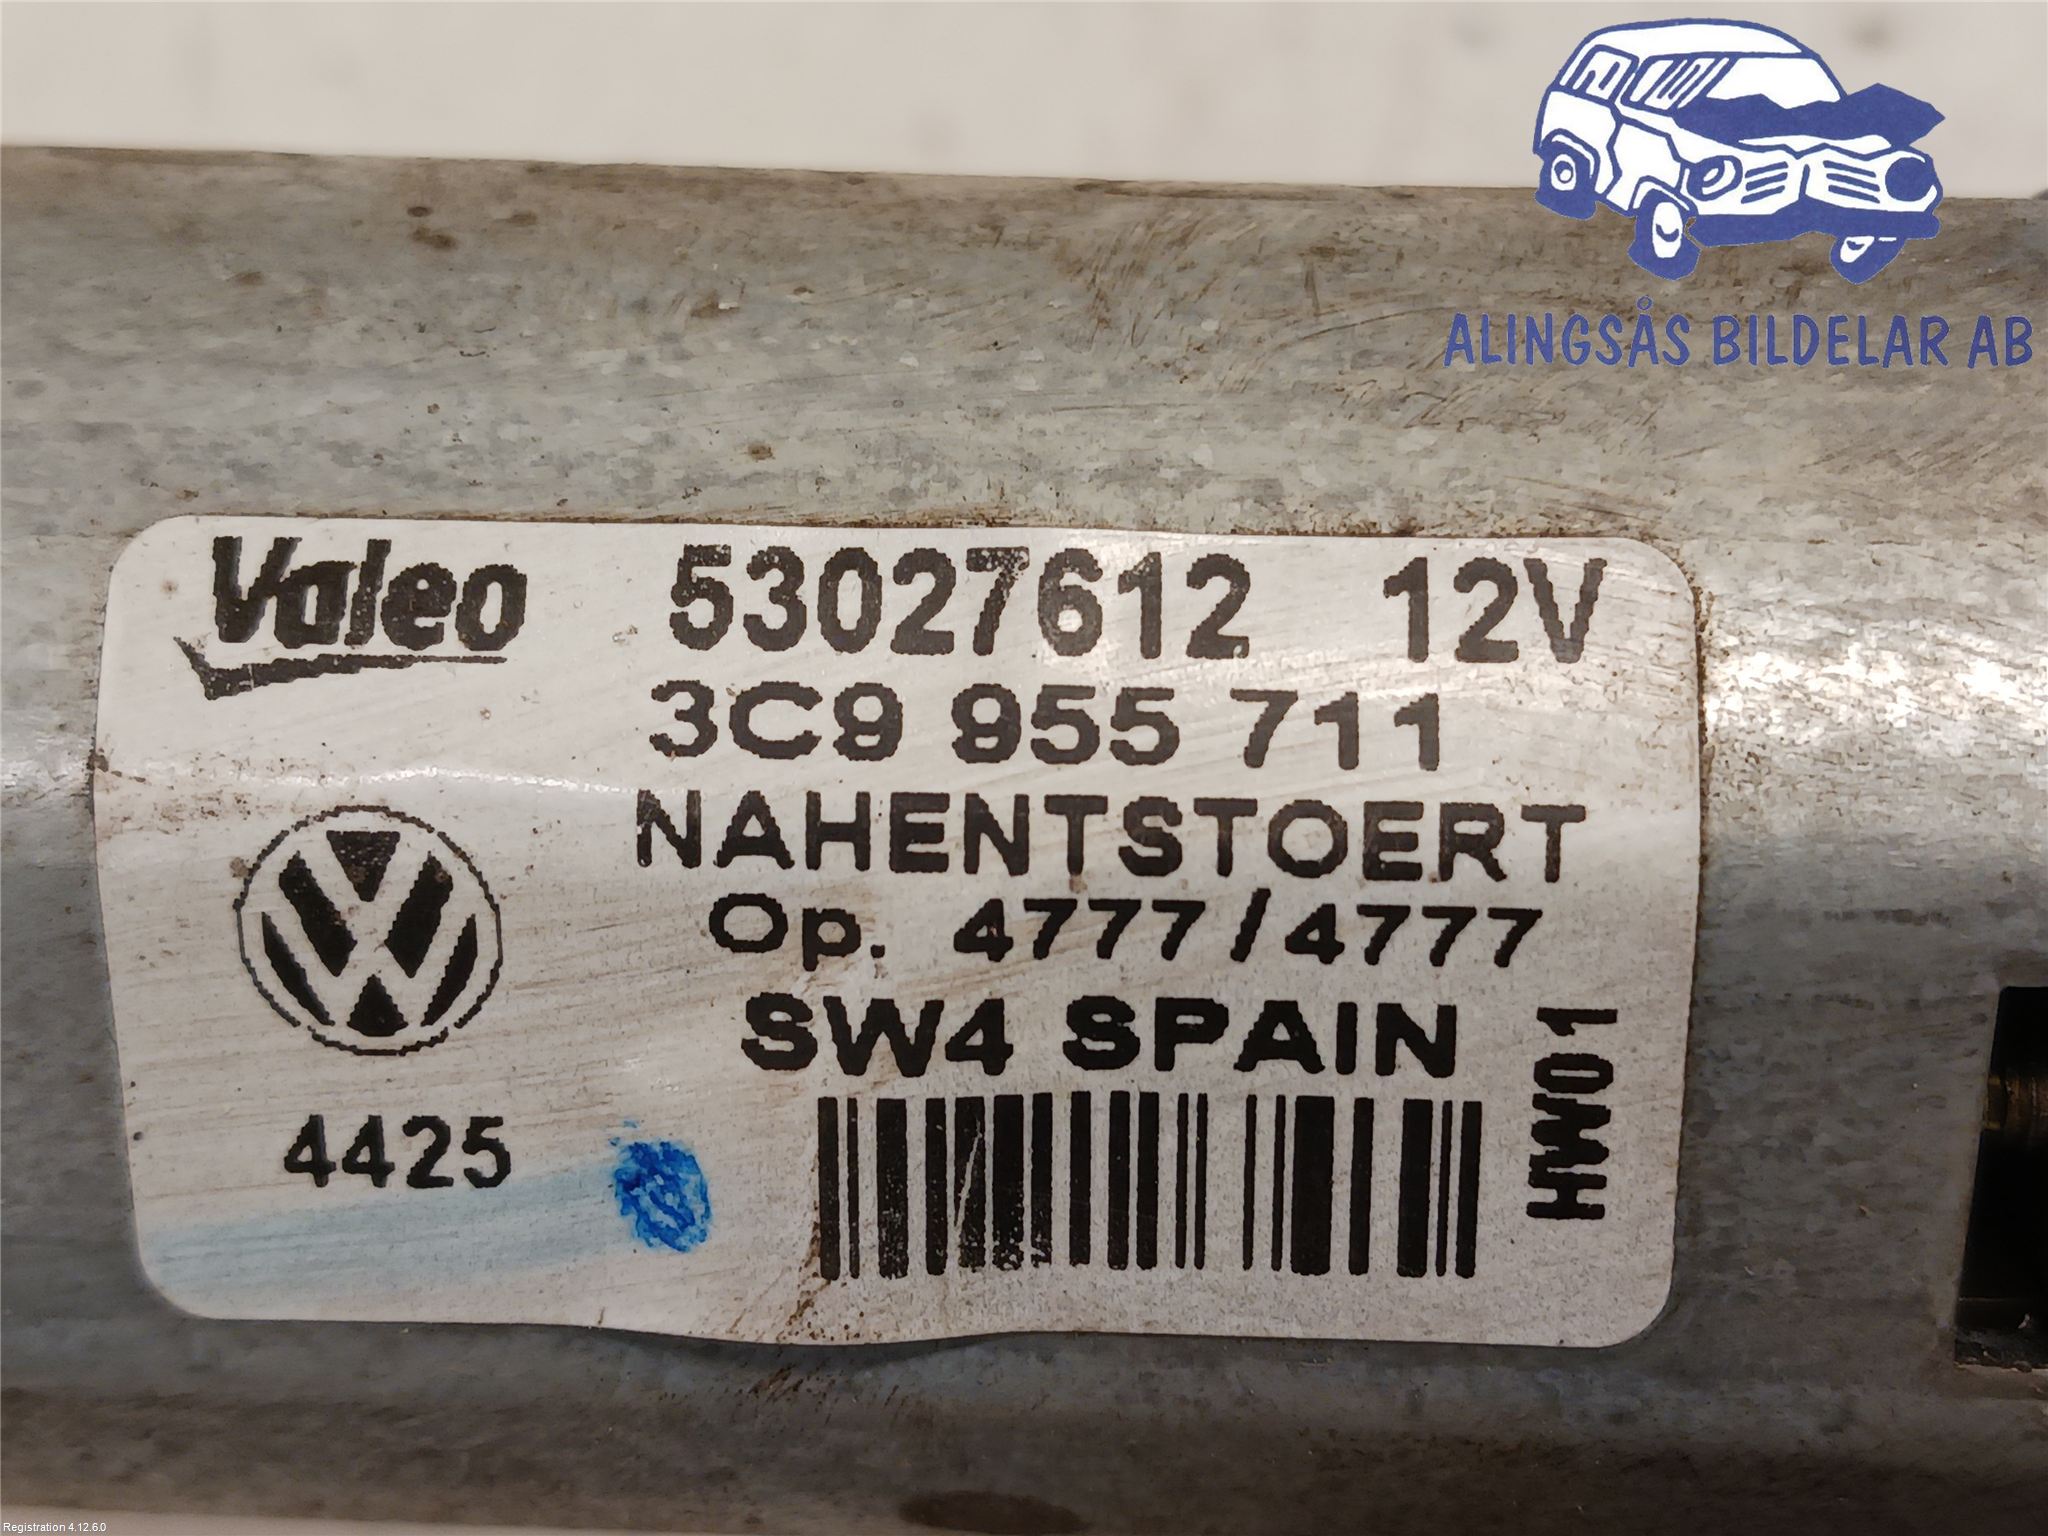 ALINGSÅS BILDELAR AB
Valeo 53027612 12V
3C9 955 711
NAHENTSTOERT
Op. 4777/4777
SW4 SPAIN
HW01
4425
Registration 4.12.6.0